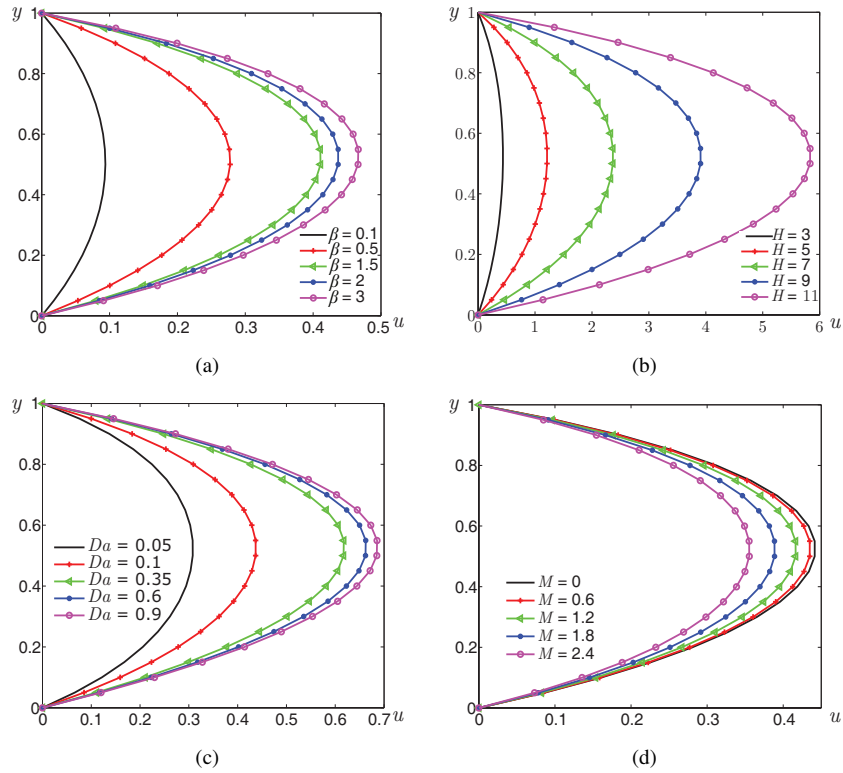 y
1
0.8
0.6
0.4
0.2
0
0
0.1
0.2
0.3
0.4
0.5
u
β = 0.1
β = 0.5
β = 1.5
β = 2
β = 3
(a)
y
1
0.8
0.6
0.4
0.2
0
0
1
2
3
4
5
6
u
H = 3
H = 5
H = 7
H = 9
H = 11
(b)
y
1
0.8
0.6
0.4
0.2
0
0
0.1
0.2
0.3
0.4
0.5
0.6
0.7
u
Da = 0.05
Da = 0.1
Da = 0.35
Da = 0.6
Da = 0.9
(c)
y
1
0.8
0.6
0.4
0.2
0
0
0.1
0.2
0.3
0.4
u
M = 0
M = 0.6
M = 1.2
M = 1.8
M = 2.4
(d)